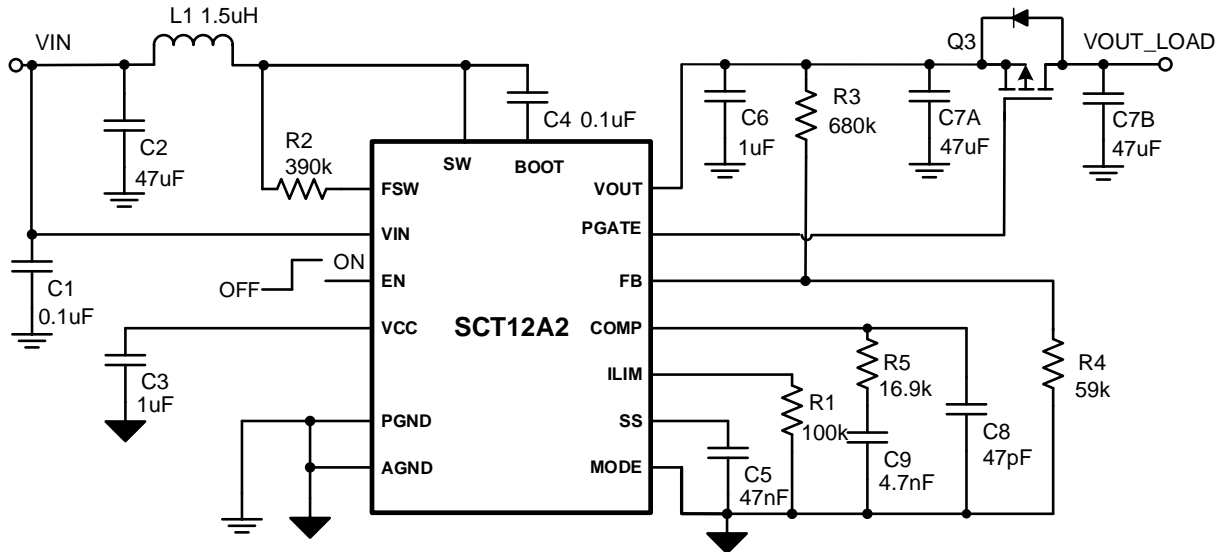 L1 1.5uH
VIN
Q3
VOUT_LOAD
C2
47uF
R2
390k
C4 0.1uF
C6
1uF
R3
680k
C7A
47uF
C7B
47uF
SW
BOOT
FSW
VOUT
VIN
PGATE
C1
0.1uF
OFF
ON
EN
FB
VCC
SCT12A2
COMP
C3
1uF
ILIM
R5
16.9k
R4
59k
R1
100k
PGND
SS
AGND
MODE
C5
47nF
C9
4.7nF
C8
47pF